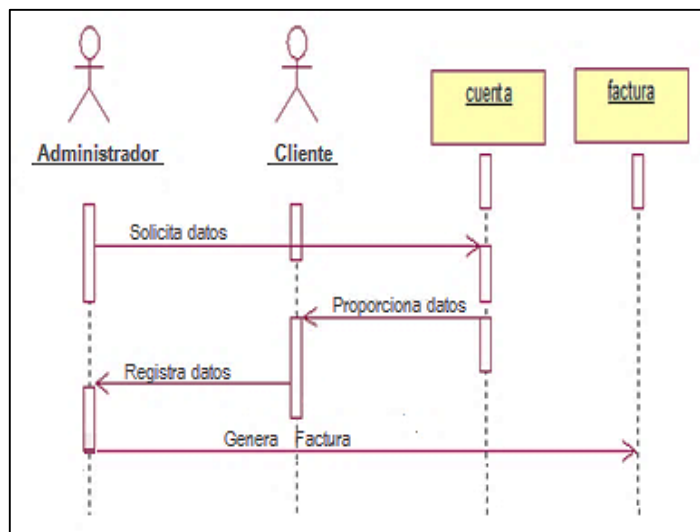 cuenta
factura
Administrador
Cliente
Solicita datos
Proporciona datos
Registra datos
Genera Factura